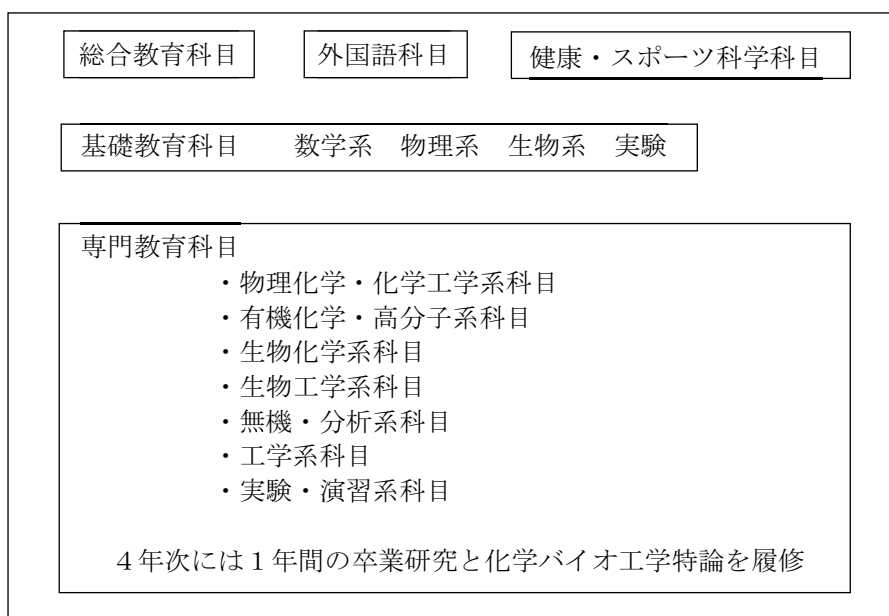 総合教育科目 外国語科目 健康・スポーツ科学科目
基礎教育科目 数学系 物理系 生物系 実験
専門教育科目
・物理化学・化学工学系科目
・有機化学・高分子系科目
・生物化学系科目
・生物工学系科目
・無機・分析系科目
・工学系科目
・実験・演習系科目
４年次には１年間の卒業研究と化学バイオ工学特論を履修